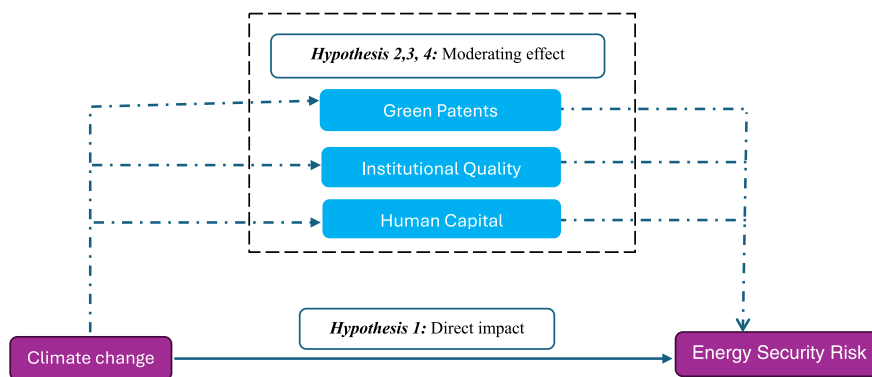 Hypothesis 2,3, 4: Moderating effect
Green Patents
Institutional Quality
Human Capital
Hypothesis 1: Direct impact
Climate change
Energy Security Risk